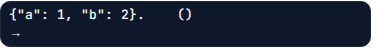 {"a": 1, "b": 2}.    ()
→